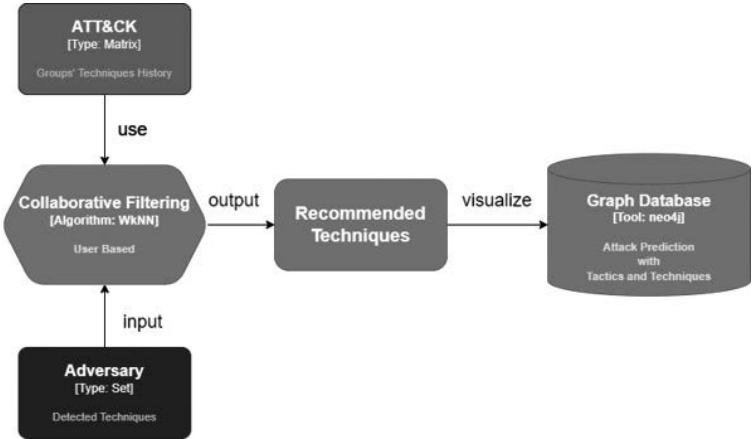 ATT&CK
[Type: Matrix]
Groups' Techniques History
use
Collaborative Filtering
[Algorithm: WkNN]
User Based
output
Recommended
Techniques
visualize
Graph Database
[Tool: neo4j]
Attack Prediction
with
Tactics and Techniques
input
Adversary
[Type: Set]
Detected Techniques